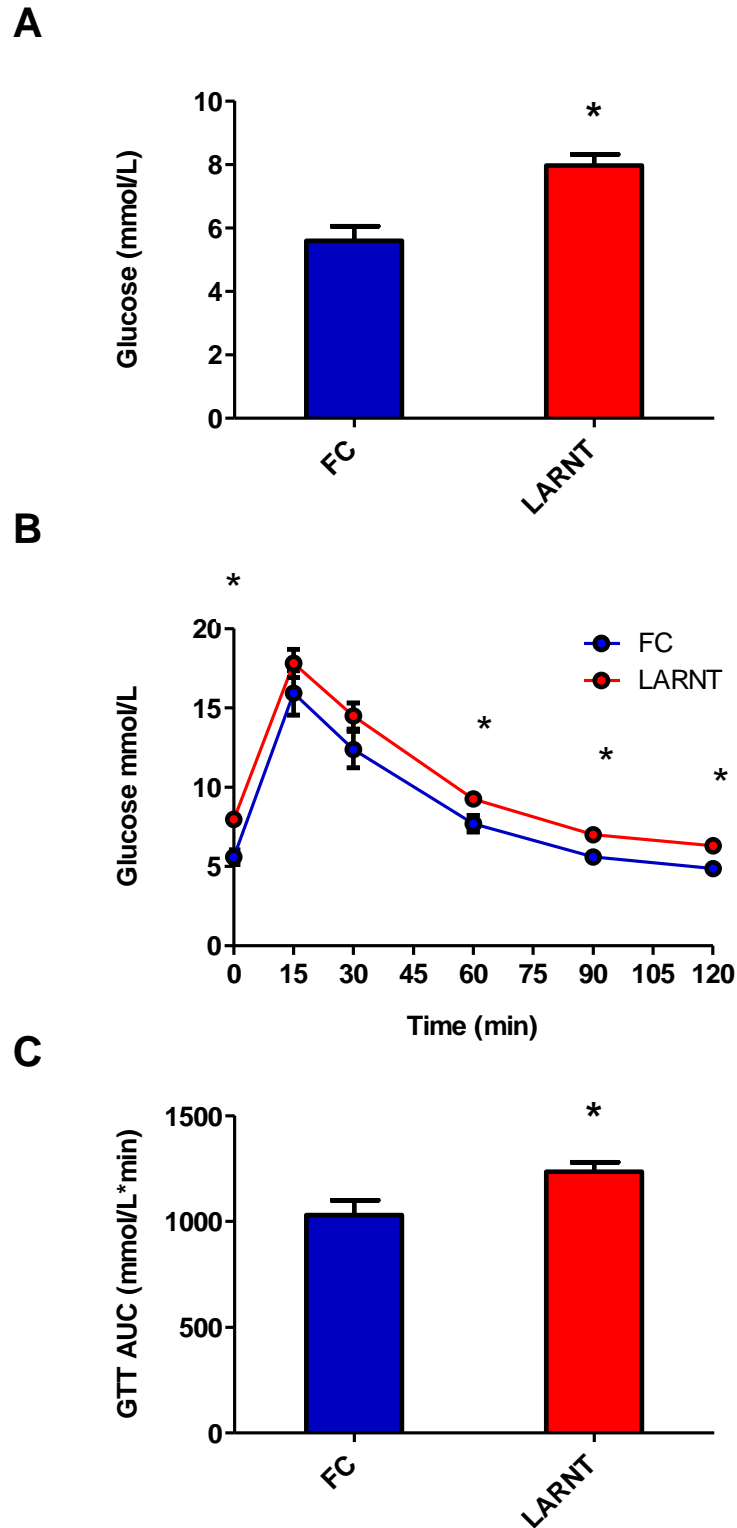 A
Glucose (mmol/L)
10
8
6
4
2
0
*
FC
LARNT
B
*
Glucose mmol/L
20
15
10
5
0
FC
LARNT
*
*
*
0 15 30 45 60 75 90 105 120
Time (min)
C
GTT AUC (mmol/L*min)
1500
1000
500
0
*
FC
LARNT